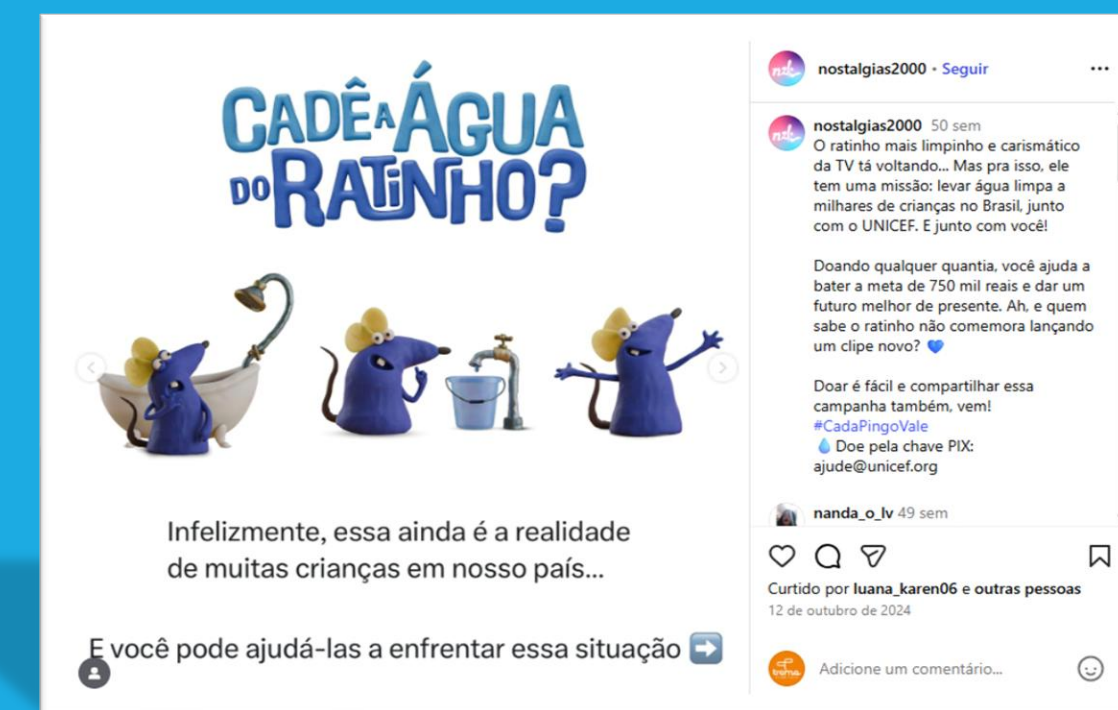 CADÊ A ÁGUA
DO RATINHO?
Infelizmente, essa ainda é a realidade
de muitas crianças em nosso país...
E você pode ajudá-las a enfrentar essa situação ➡️
nzk
nostalgias2000 • Seguir
nzk
nostalgias2000 50 sem
O ratinho mais limpinho e carismático
da TV tá voltando... Mas pra isso, ele
tem uma missão: levar água limpa a
milhares de crianças no Brasil, junto
com o UNICEF. E junto com você!
Doando qualquer quantia, você ajuda a
bater a meta de 750 mil reais e dar um
futuro melhor de presente. Ah, e quem
sabe o ratinho não comemora lançando
um clipe novo? 💙
Doar é fácil e compartilhar essa
campanha também, vem!
#CadaPingoVale
💧 Doe pela chave PIX:
ajude@unicef.org
nanda_o_lv 49 sem
Curtido por luana_karen06 e outras pessoas
12 de outubro de 2024
trama
Adicione um comentário...